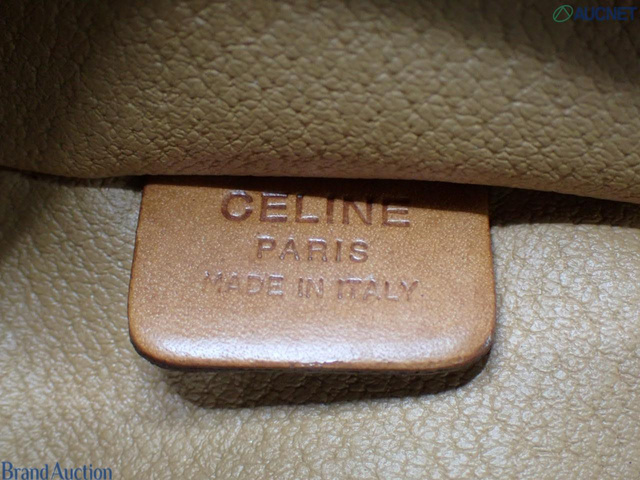 AUCNET
CELINE
PARIS
MADE IN ITALY
Brand Auction